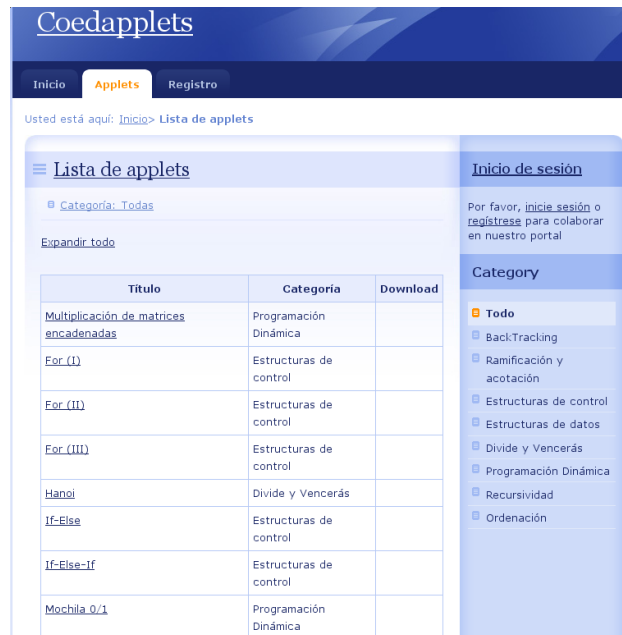 Coedapplets
Inicio Applets Registro
Usted está aquí: Inicio> Lista de applets
Lista de applets
Categoría: Todas
Expandir todo
Título Categoría Download
Multiplicación de matrices encadenadas Programación Dinámica
For (I) Estructuras de control
For (II) Estructuras de control
For (III) Estructuras de control
Hanoi Divide y Vencerás
If-Else Estructuras de control
If-Else-If Estructuras de control
Mochila 0/1 Programación Dinámica
Inicio de sesión
Por favor, inicie sesión o
regístrese para colaborar
en nuestro portal
Category
Todo
BackTracking
Ramificación y
acotación
Estructuras de control
Estructuras de datos
Divide y Vencerás
Programación Dinámica
Recursividad
Ordenación